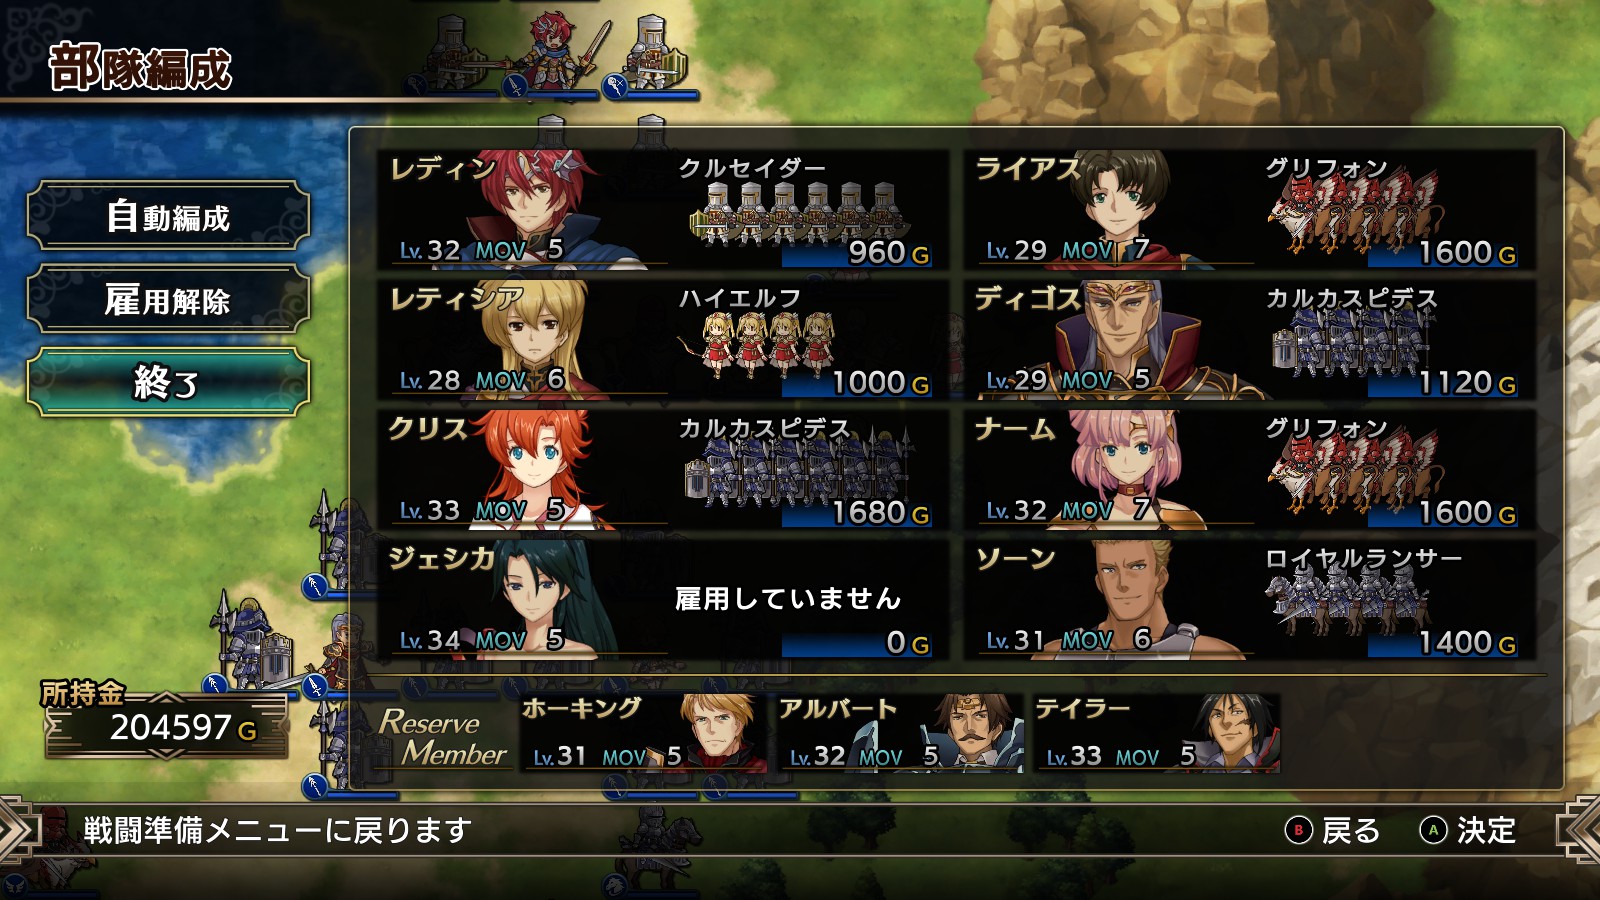 部隊編成
自動編成
雇用解除
終了
所持金
204597 G
レディン
Lv.32 MOV 5
クルセイダー
960 G
ライアス
Lv.29 MOV 7
グリフォン
1600 G
レティシア
Lv.28 MOV 6
ハイエルフ
1000 G
ディゴス
Lv.29 MOV 5
カルカスピデス
1120 G
クリス
Lv.33 MOV 5
カルカスピデス
1680 G
ナーム
Lv.32 MOV 7
グリフォン
1600 G
ジェシカ
Lv.34 MOV 5
雇用していません
0 G
ソーン
Lv.31 MOV 6
ロイヤルランサー
1400 G
Reserve
Member
ホーキング
Lv.31 MOV 5
アルバート
Lv.32 MOV 5
テイラー
Lv.33 MOV 5
戦闘準備メニューに戻ります
B 戻る A 決定